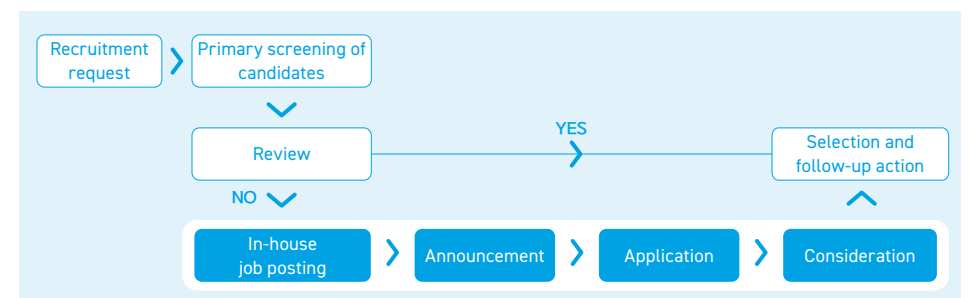 Recruitment
request
Primary screening of
candidates
Review
YES
Selection and
follow-up action
NO
In-house
job posting
Announcement
Application
Consideration